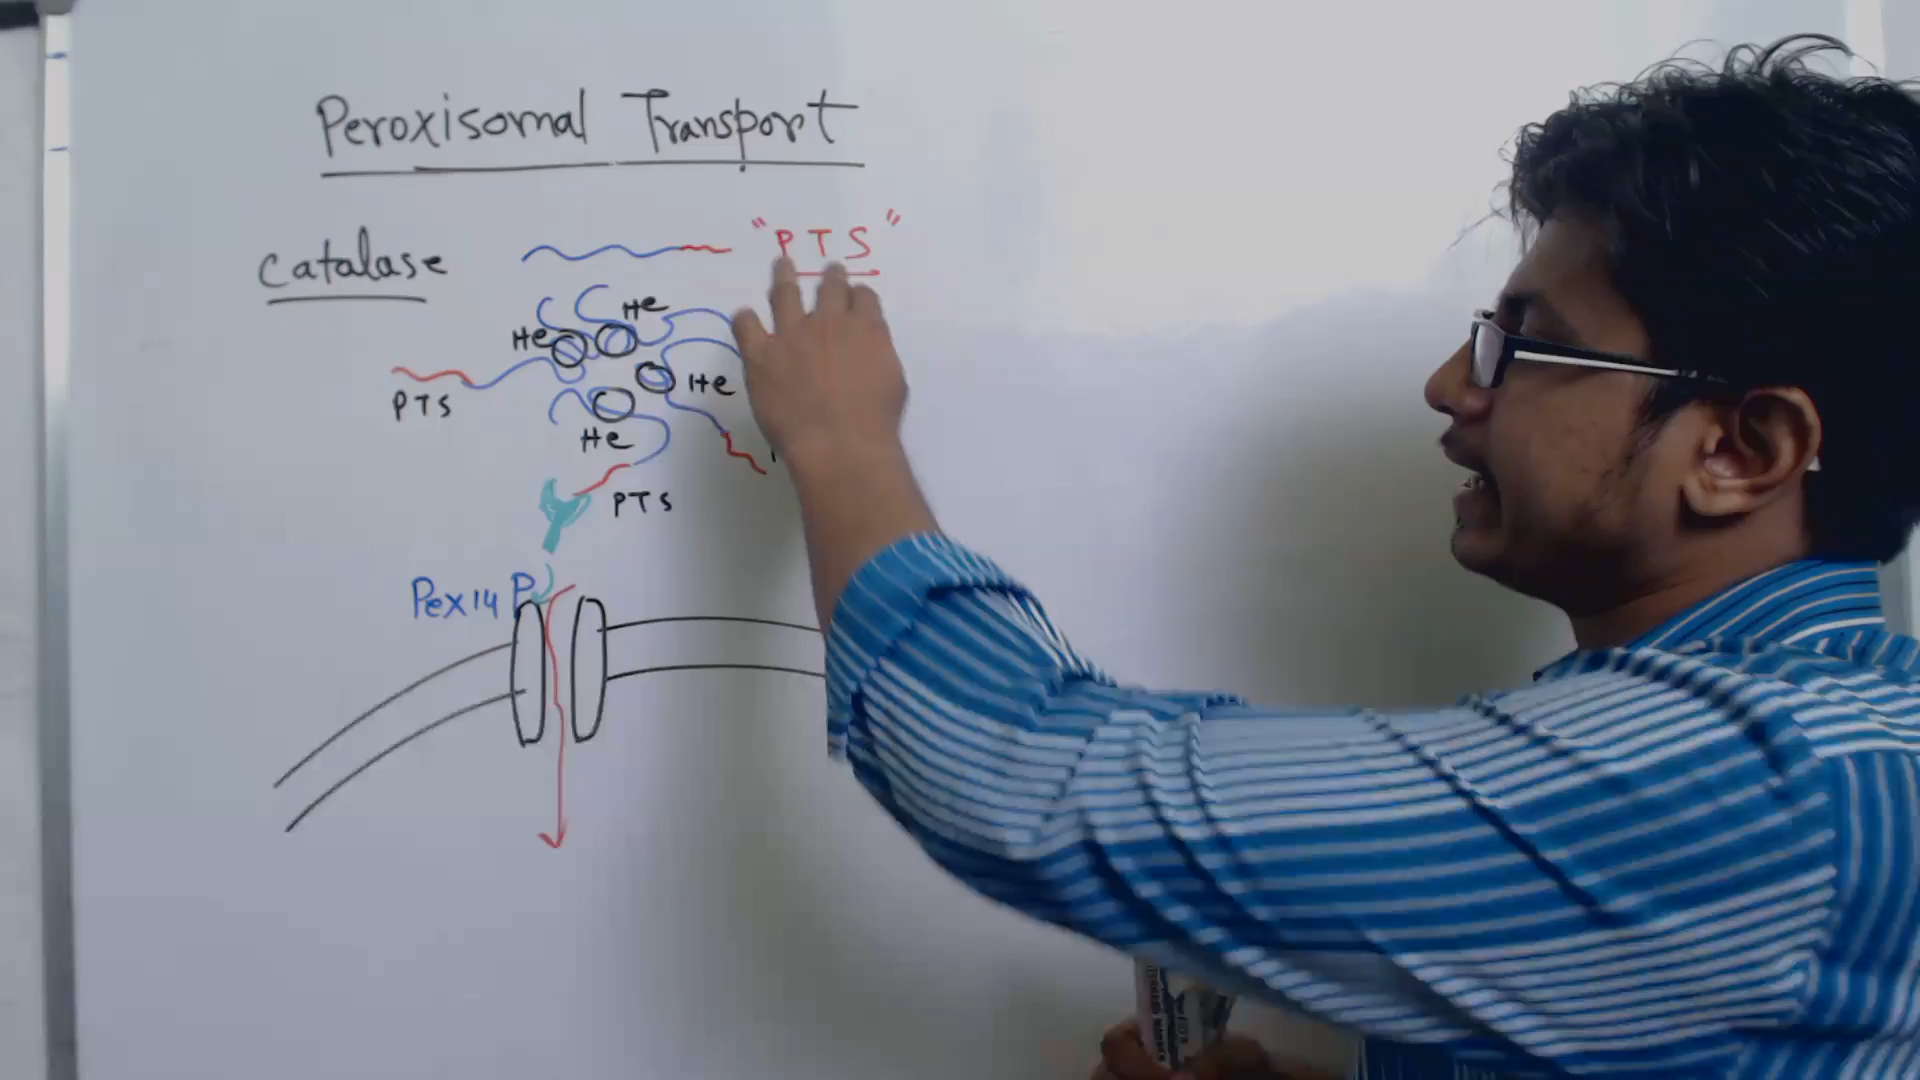 Peroxisomal Transport
Catalase
"PTS"
He
He
He
PTS
He
PTS
Pex14 P